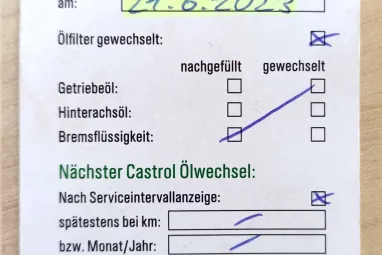 am: 21.6.2023
Ölfilter gewechselt:
nachgefüllt gewechselt
Getriebeöl:
Hinterachsöl:
Bremsflüssigkeit:
Nächster Castrol Ölwechsel:
Nach Serviceintervallanzeige:
spätestens bei km:
bzw. Monat/Jahr: